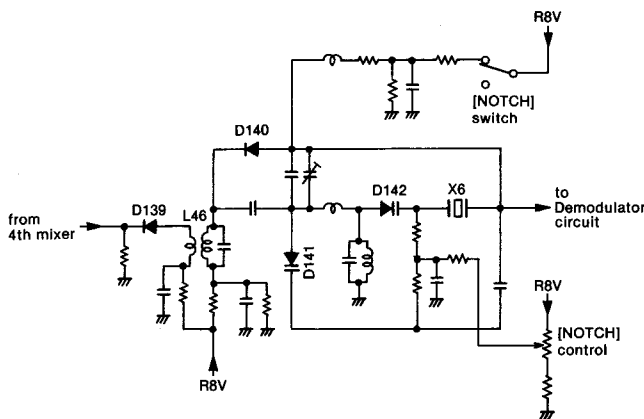 R8V
[NOTCH]
switch
D140
D142
X6
to
Demodulator
circuit
D139
L46
from
4th mixer
D141
R8V
[NOTCH]
control
R8V